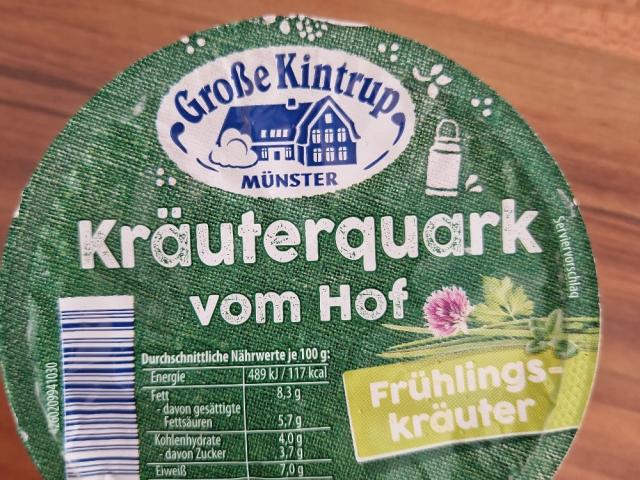 Große Kintrup
MÜNSTER
Kräuterquark
vom Hof
Serviervorschlag
Frühlings-
kräuter
Durchschnittliche Nährwerte je 100 g:
Energie 489 kJ / 117 kcal
Fett 8,3 g
- davon gesättigte
Fettsäuren 5,7 g
Kohlenhydrate 4,0 g
- davon Zucker 3,7 g
Eiweiß 7,0 g